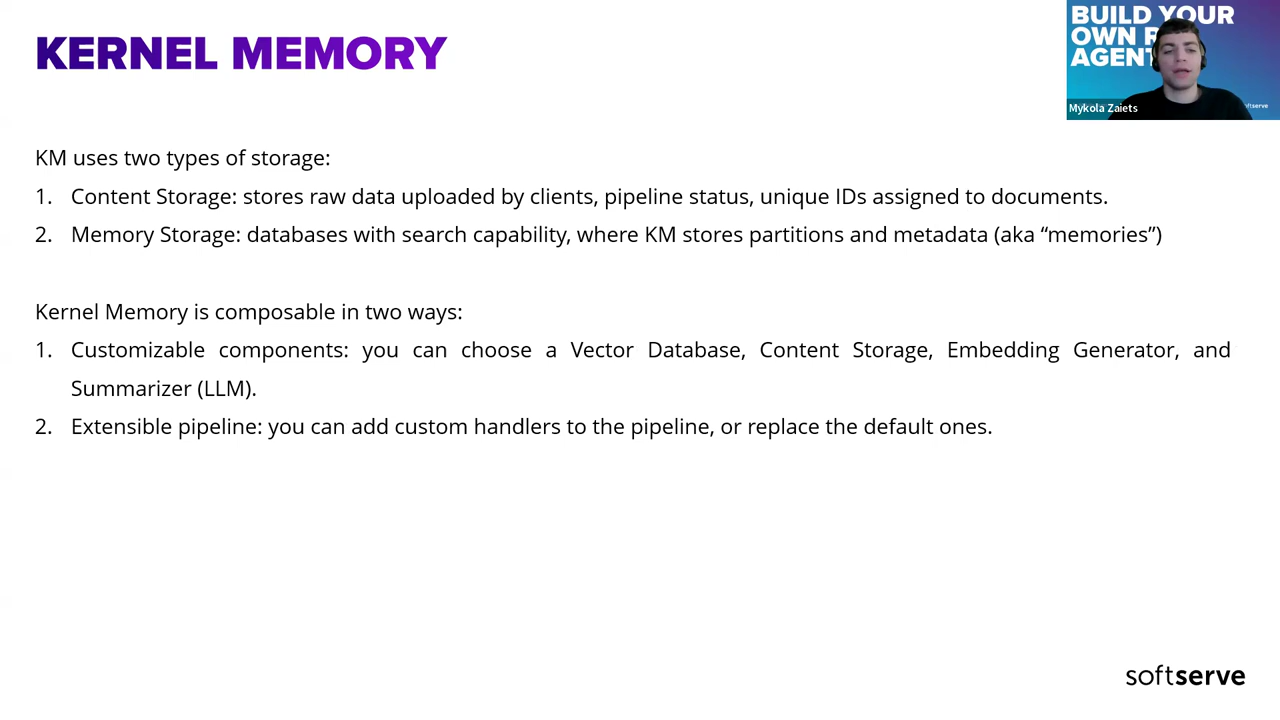 KERNEL MEMORY
BUILD YOUR
OWN
AGENT
Mykola Zaiets
KM uses two types of storage:
1. Content Storage: stores raw data uploaded by clients, pipeline status, unique IDs assigned to documents.
2. Memory Storage: databases with search capability, where KM stores partitions and metadata (aka “memories”)
Kernel Memory is composable in two ways:
1. Customizable components: you can choose a Vector Database, Content Storage, Embedding Generator, and
Summarizer (LLM).
2. Extensible pipeline: you can add custom handlers to the pipeline, or replace the default ones.
softserve